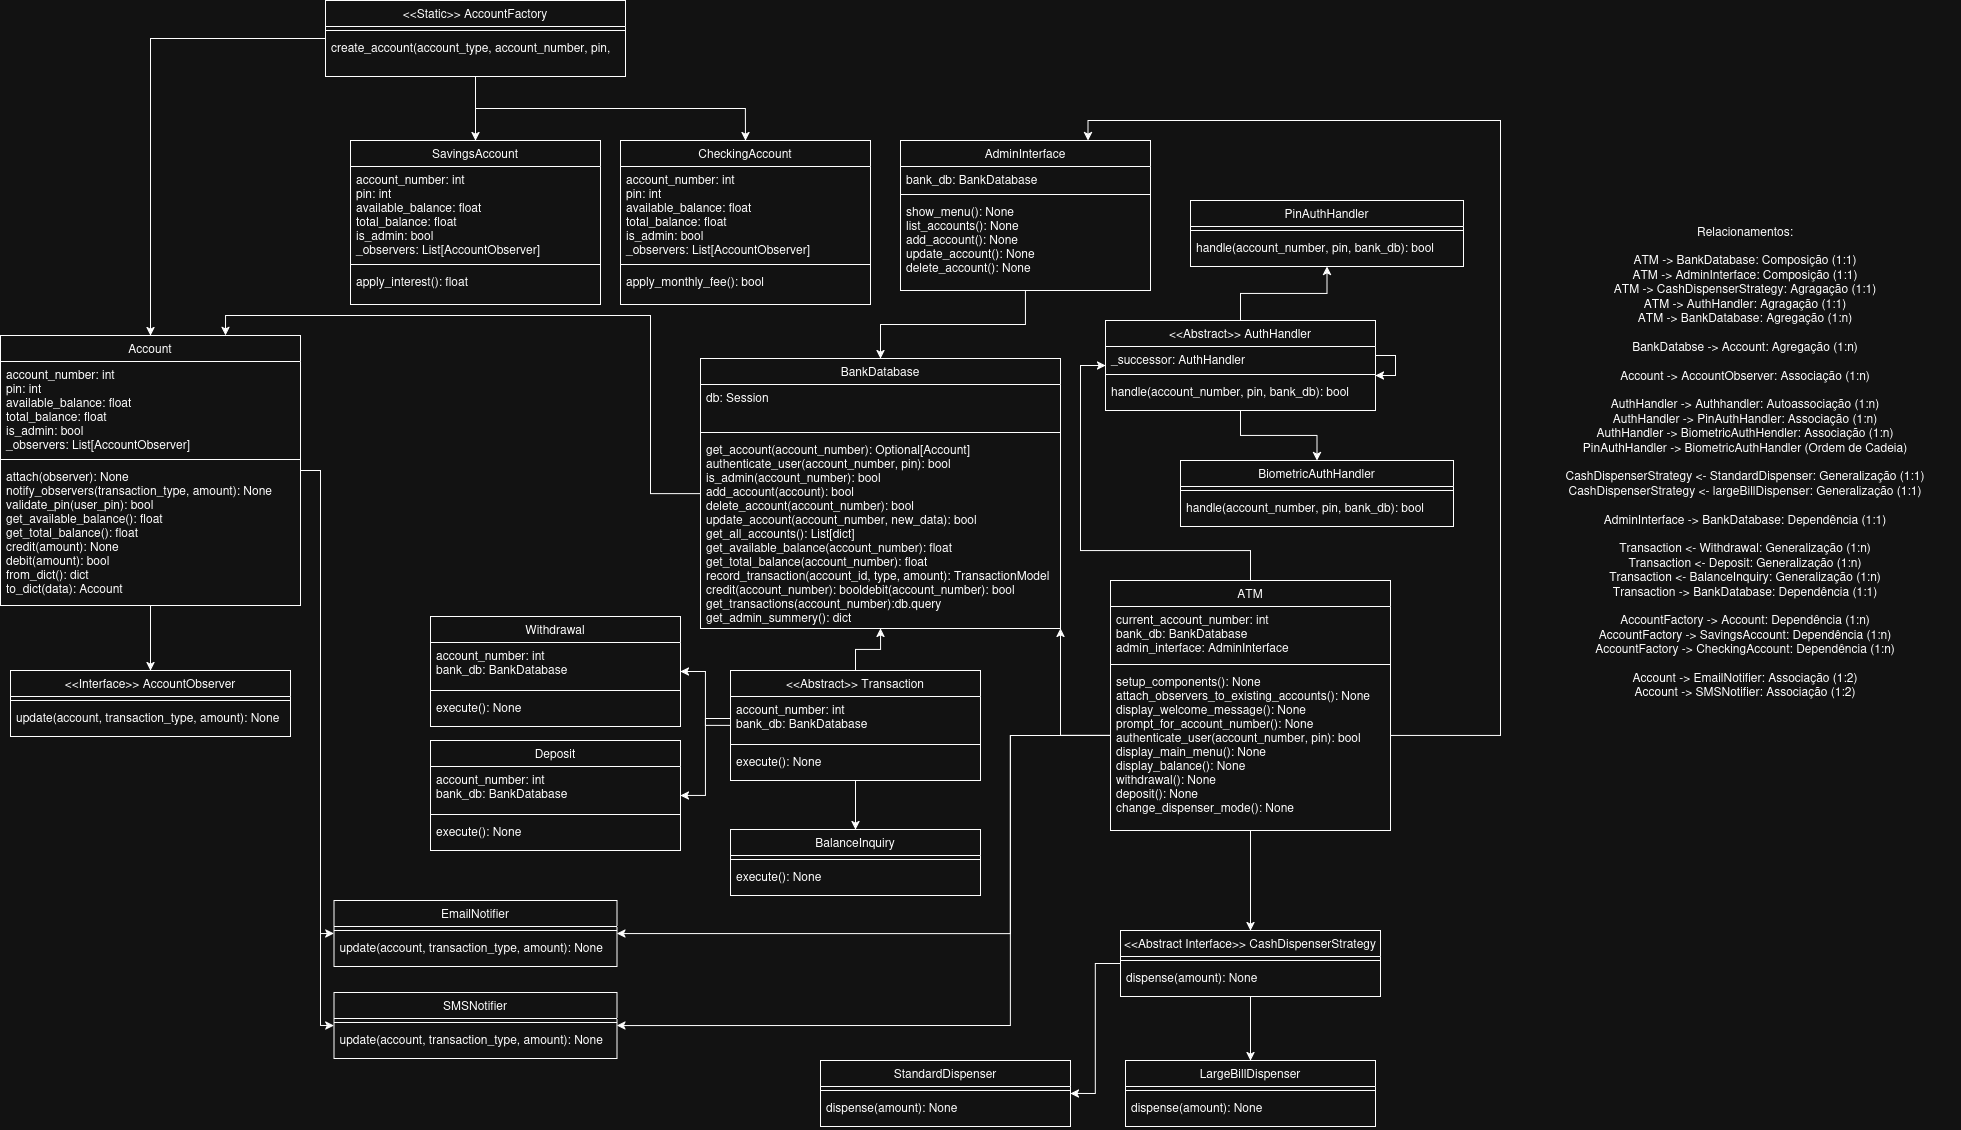 <<Static>> AccountFactory
create_account(account_type, account_number, pin,
SavingsAccount
account_number: int
pin: int
available_balance: float
total_balance: float
is_admin: bool
_observers: List[AccountObserver]
apply_interest(): float
CheckingAccount
account_number: int
pin: int
available_balance: float
total_balance: float
is_admin: bool
_observers: List[AccountObserver]
apply_monthly_fee(): bool
AdminInterface
bank_db: BankDatabase
show_menu(): None
list_accounts(): None
add_account(): None
update_account(): None
delete_account(): None
PinAuthHandler
handle(account_number, pin, bank_db): bool
<<Abstract>> AuthHandler
_successor: AuthHandler
handle(account_number, pin, bank_db): bool
BiometricAuthHandler
handle(account_number, pin, bank_db): bool
Account
account_number: int
pin: int
available_balance: float
total_balance: float
is_admin: bool
_observers: List[AccountObserver]
attach(observer): None
notify_observers(transaction_type, amount): None
validate_pin(user_pin): bool
get_available_balance(): float
get_total_balance(): float
credit(amount): None
debit(amount): bool
from_dict(): dict
to_dict(data): Account
<<Interface>> AccountObserver
update(account, transaction_type, amount): None
BankDatabase
db: Session
get_account(account_number): Optional[Account]
authenticate_user(account_number, pin): bool
is_admin(account_number): bool
add_account(account): bool
delete_account(account_number): bool
update_account(account_number, new_data): bool
get_all_accounts(): List[dict]
get_available_balance(account_number): float
get_total_balance(account_number): float
record_transaction(account_id, type, amount): TransactionModel
credit(account_number): booldebit(account_number): bool
get_transactions(account_number):db.query
get_admin_summery(): dict
Withdrawal
account_number: int
bank_db: BankDatabase
execute(): None
Deposit
account_number: int
bank_db: BankDatabase
execute(): None
<<Abstract>> Transaction
account_number: int
bank_db: BankDatabase
execute(): None
BalanceInquiry
execute(): None
ATM
current_account_number: int
bank_db: BankDatabase
admin_interface: AdminInterface
setup_components(): None
attach_observers_to_existing_accounts(): None
display_welcome_message(): None
prompt_for_account_number(): None
authenticate_user(account_number, pin): bool
display_main_menu(): None
display_balance(): None
withdrawal(): None
deposit(): None
change_dispenser_mode(): None
EmailNotifier
update(account, transaction_type, amount): None
SMSNotifier
update(account, transaction_type, amount): None
<<Abstract Interface>> CashDispenserStrategy
dispense(amount): None
StandardDispenser
dispense(amount): None
LargeBillDispenser
dispense(amount): None
Relacionamentos:
ATM -> BankDatabase: Composição (1:1)
ATM -> AdminInterface: Composição (1:1)
ATM -> CashDispenserStrategy: Agragação (1:1)
ATM -> AuthHandler: Agragação (1:1)
ATM -> BankDatabase: Agregação (1:n)
BankDatabse -> Account: Agregação (1:n)
Account -> AccountObserver: Associação (1:n)
AuthHandler -> Authhandler: Autoassociação (1:n)
AuthHandler -> PinAuthHandler: Associação (1:n)
AuthHandler -> BiometricAuthHendler: Associação (1:n)
PinAuthHandler -> BiometricAuthHandler (Ordem de Cadeia)
CashDispenserStrategy <- StandardDispenser: Generalização (1:1)
CashDispenserStrategy <- largeBillDispenser: Generalização (1:1)
AdminInterface -> BankDatabase: Dependência (1:1)
Transaction <- Withdrawal: Generalização (1:n)
Transaction <- Deposit: Generalização (1:n)
Transaction <- BalanceInquiry: Generalização (1:n)
Transaction -> BankDatabase: Dependência (1:1)
AccountFactory -> Account: Dependência (1:n)
AccountFactory -> SavingsAccount: Dependência (1:n)
AccountFactory -> CheckingAccount: Dependência (1:n)
Account -> EmailNotifier: Associação (1:2)
Account -> SMSNotifier: Associação (1:2)